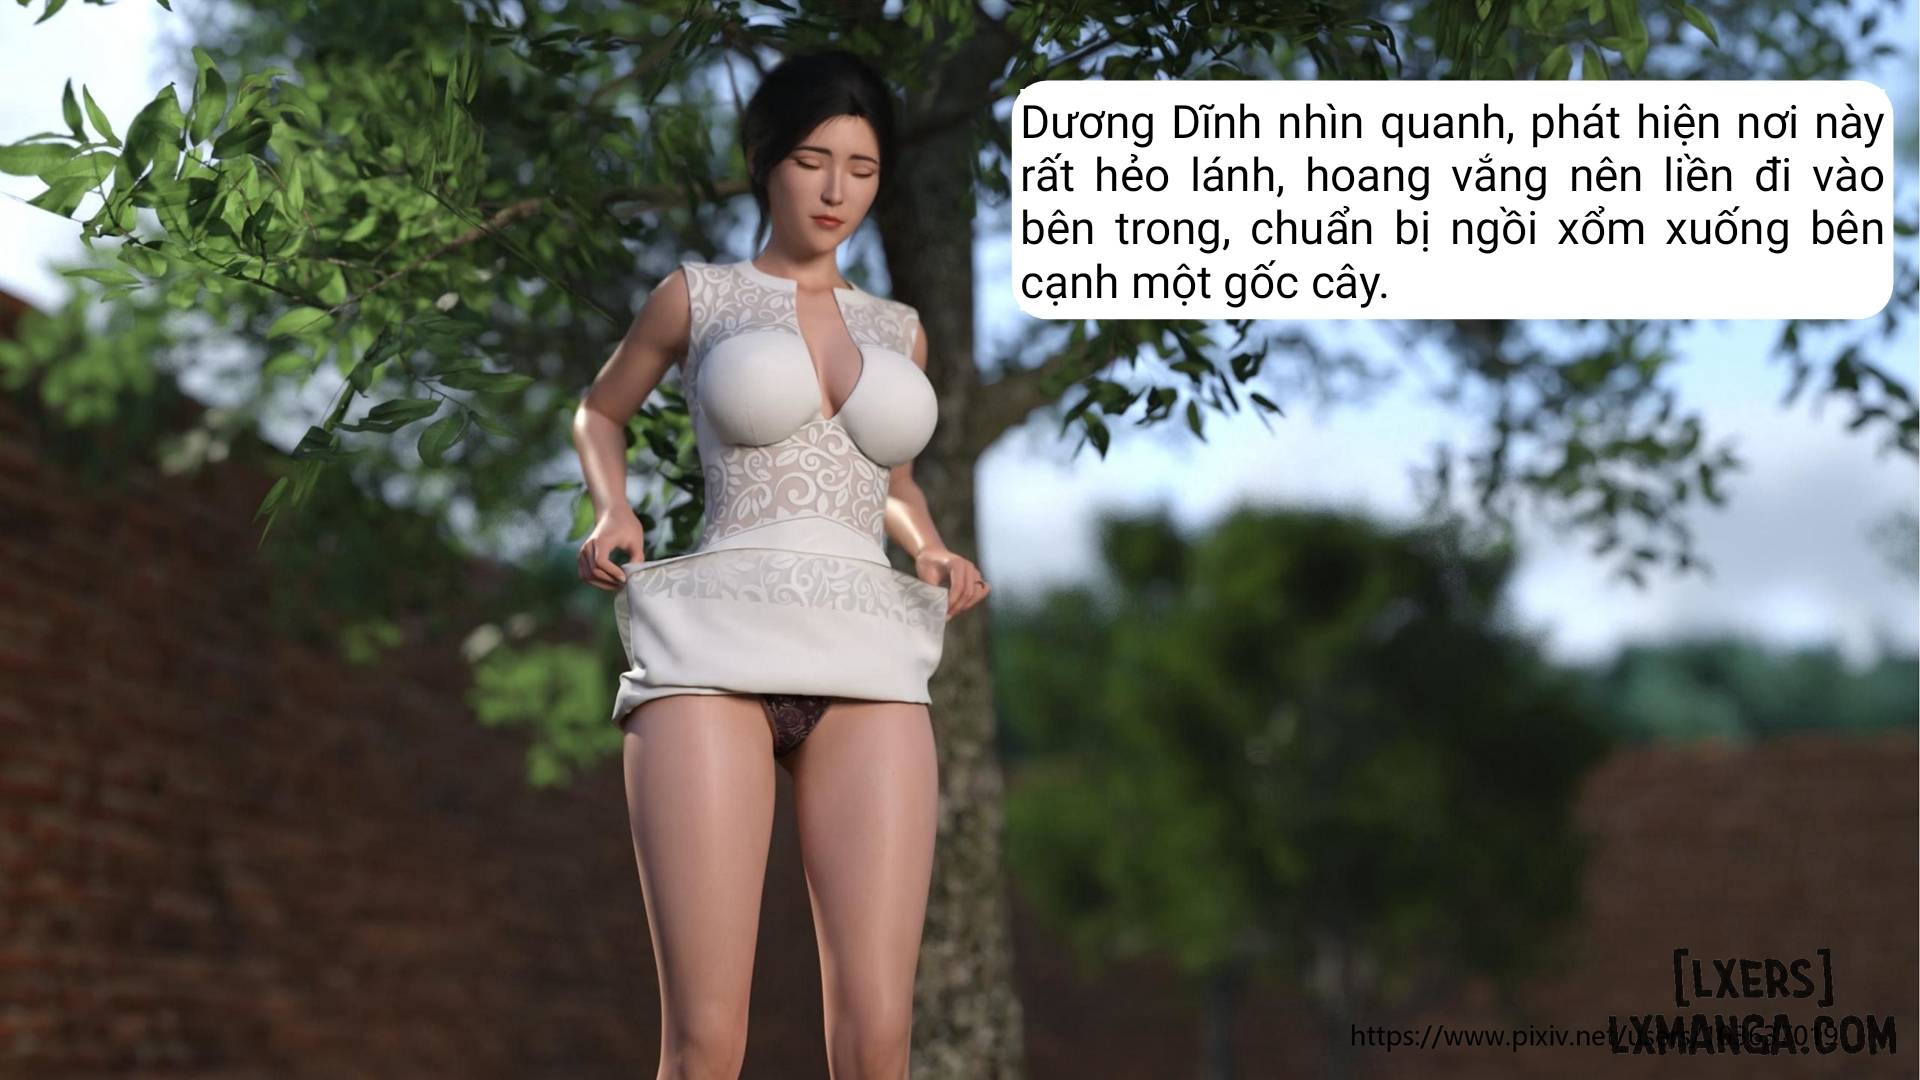 Dương Dĩnh nhìn quanh, phát hiện nơi này
rất hẻo lánh, hoang vắng nên liền đi vào
bên trong, chuẩn bị ngồi xổm xuống bên
cạnh một gốc cây.
[LXERS]
https://www.pixiv.net/users/
LXMANGA.COM